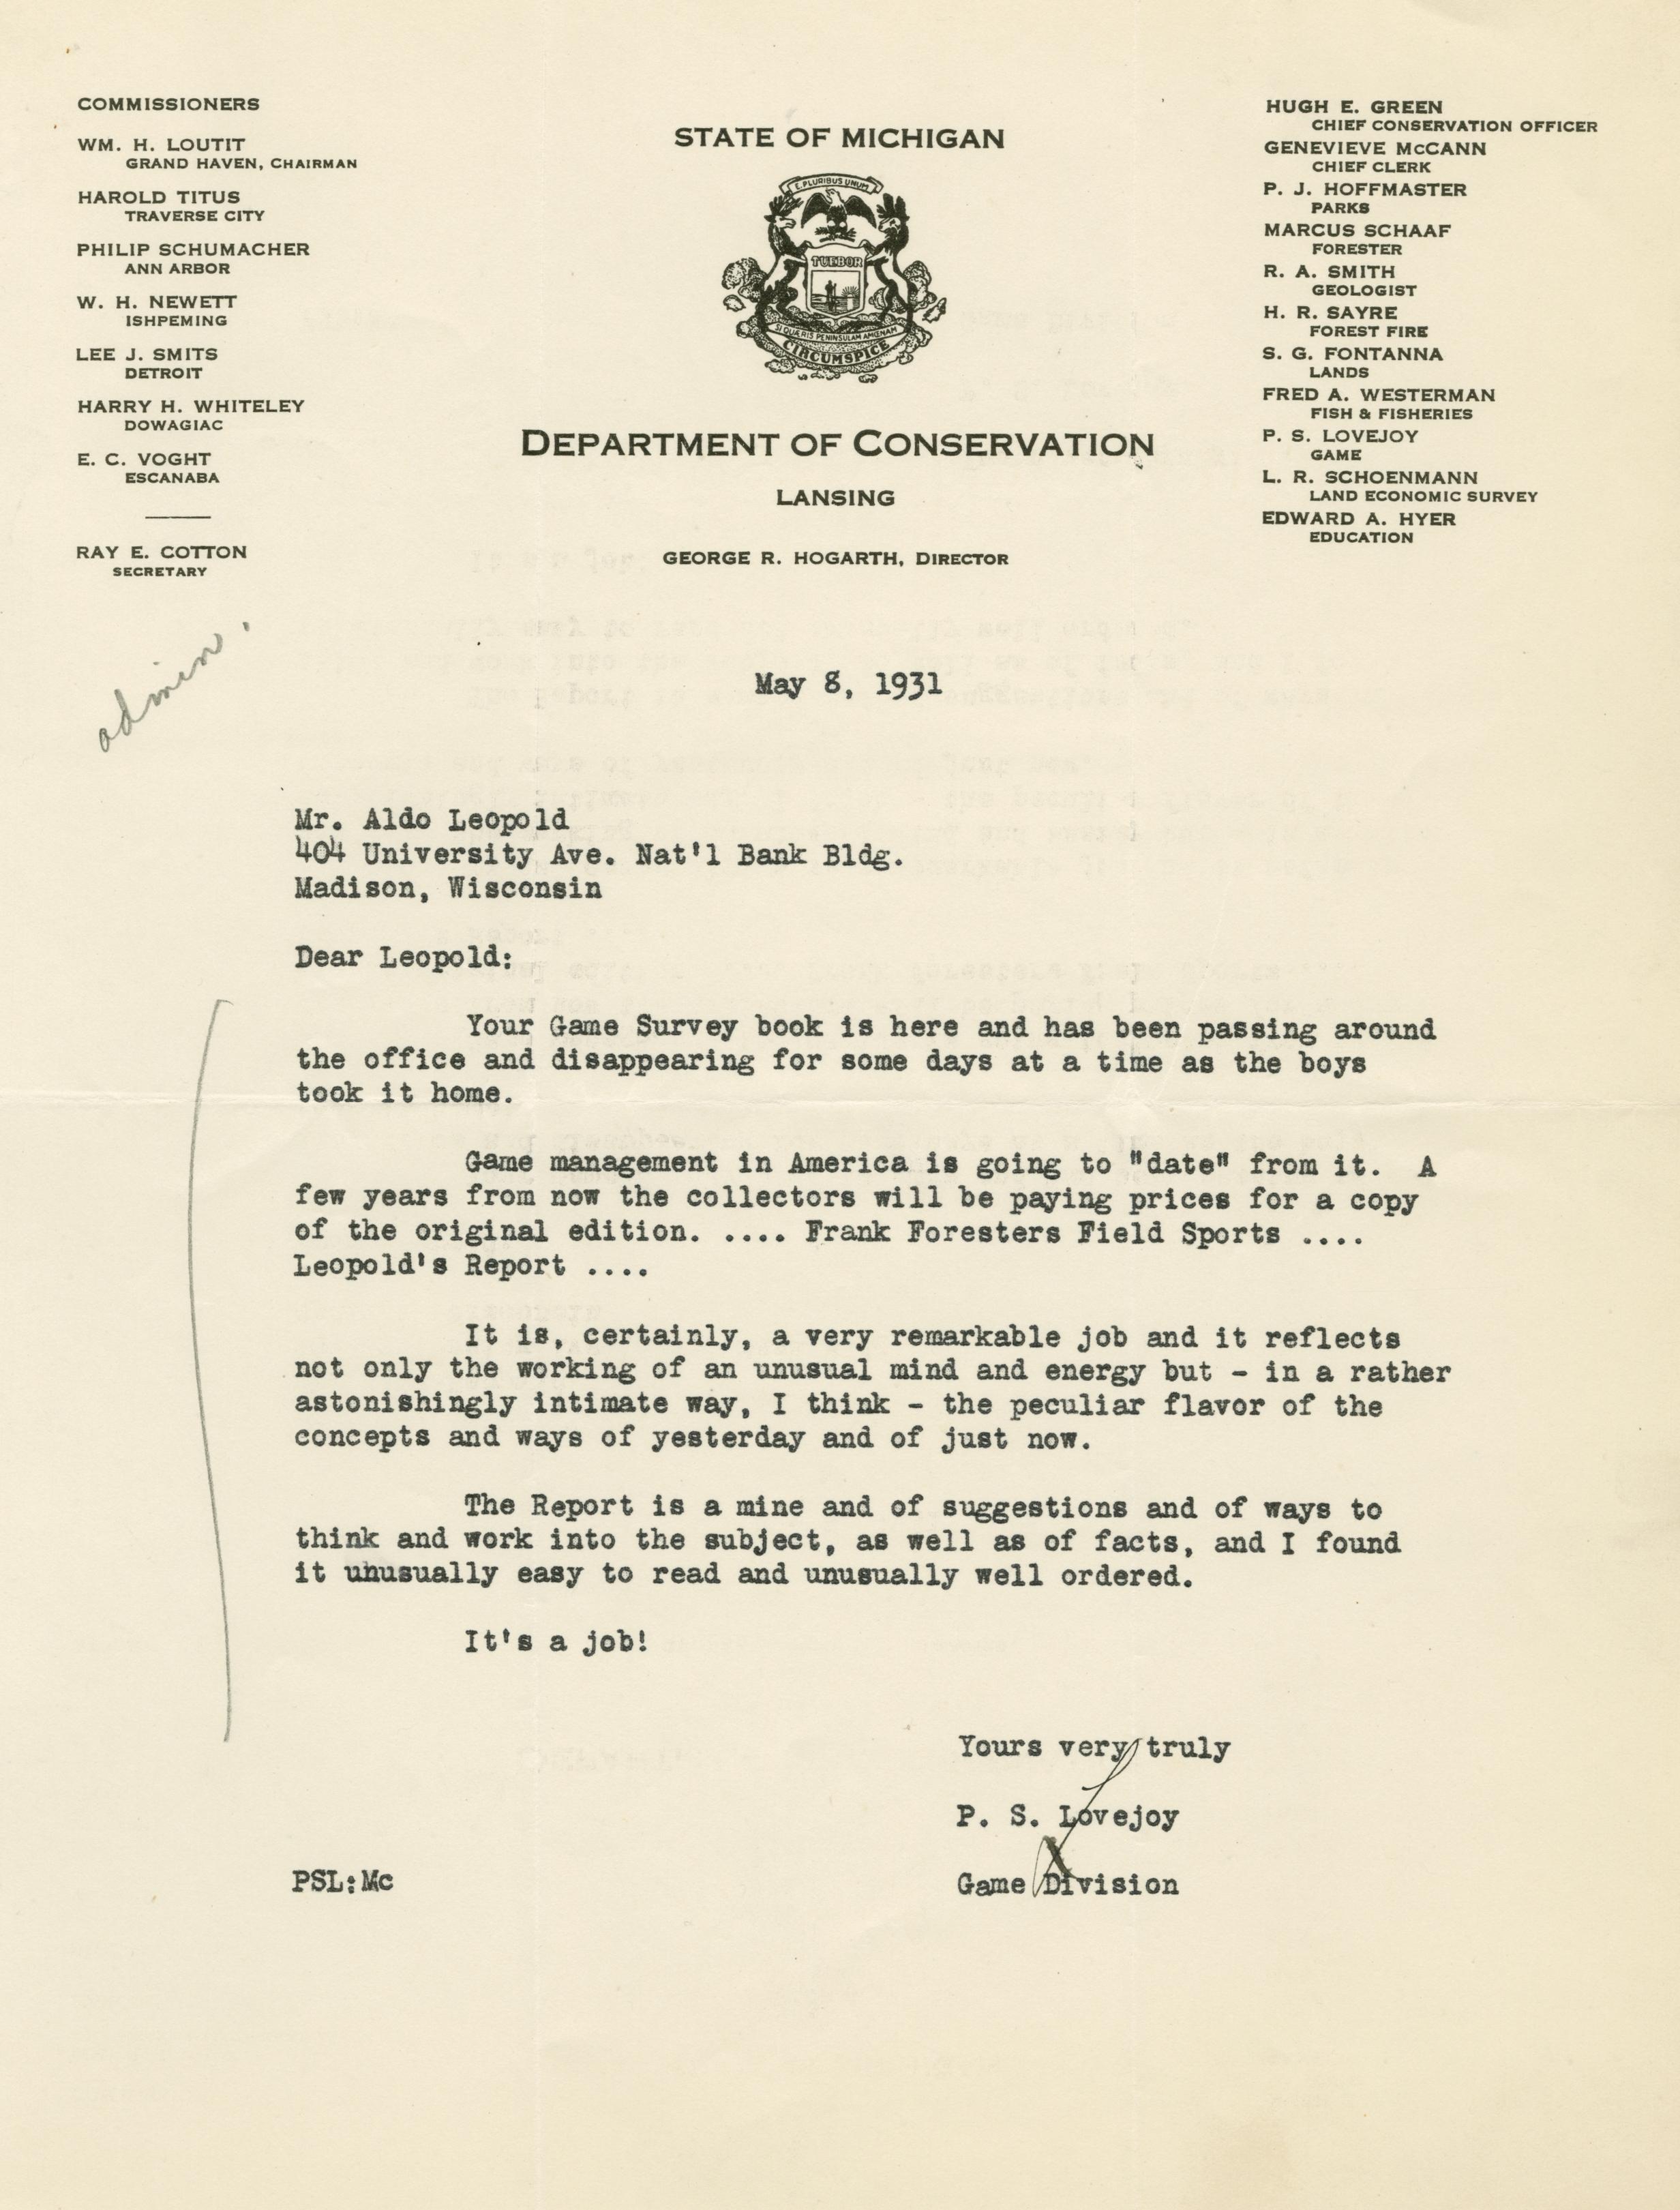 COMMISSIONERS
WM. H. LOUTIT
GRAND HAVEN, CHAIRMAN
HAROLD TITUS
TRAVERSE CITY
PHILIP SCHUMACHER
ANN ARBOR
W. H. NEWETT
ISHPEMING
LEE J. SMITS
DETROIT
HARRY H. WHITELEY
DOWAGIAC
E. C. VOGHT
ESCANABA
RAY E. COTTON
SECRETARY
STATE OF MICHIGAN
E PLURIBUS UNUM
TUEBOR
SI QUÆRIS PENINSULAM AMŒNAM
CIRCUMSPICE
DEPARTMENT OF CONSERVATION
LANSING
GEORGE R. HOGARTH, DIRECTOR
HUGH E. GREEN
CHIEF CONSERVATION OFFICER
GENEVIEVE McCANN
CHIEF CLERK
P. J. HOFFMASTER
PARKS
MARCUS SCHAAF
FORESTER
R. A. SMITH
GEOLOGIST
H. R. SAYRE
FOREST FIRE
S. G. FONTANNA
LANDS
FRED A. WESTERMAN
FISH & FISHERIES
P. S. LOVEJOY
GAME
L. R. SCHOENMANN
LAND ECONOMIC SURVEY
EDWARD A. HYER
EDUCATION
admin.
May 8, 1931
Mr. Aldo Leopold
404 University Ave. Nat'l Bank Bldg.
Madison, Wisconsin
Dear Leopold:
Your Game Survey book is here and has been passing around
the office and disappearing for some days at a time as the boys
took it home.
Game management in America is going to "date" from it. A
few years from now the collectors will be paying prices for a copy
of the original edition. .... Frank Foresters Field Sports ....
Leopold's Report ....
It is, certainly, a very remarkable job and it reflects
not only the working of an unusual mind and energy but - in a rather
astonishingly intimate way, I think - the peculiar flavor of the
concepts and ways of yesterday and of just now.
The Report is a mine and of suggestions and of ways to
think and work into the subject, as well as of facts, and I found
it unusually easy to read and unusually well ordered.
It's a job!
Yours very truly
P. S. Lovejoy
Game Division
PSL:Mc